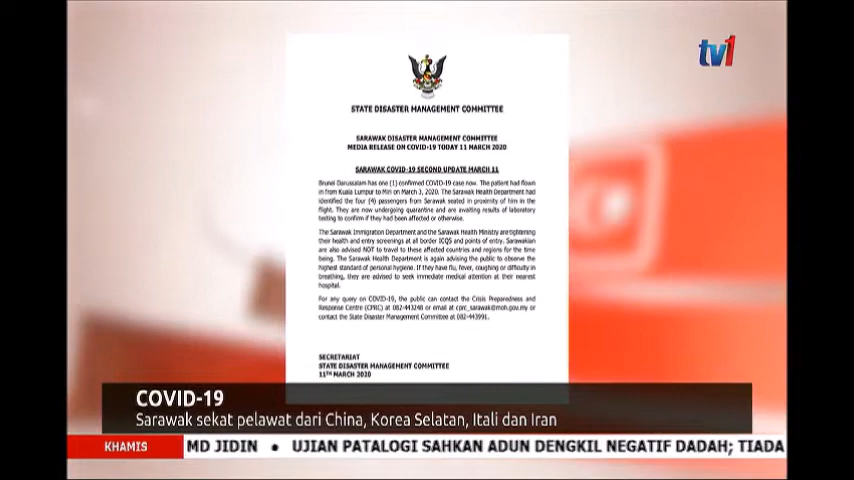 tv1
STATE DISASTER MANAGEMENT COMMITTEE
SARAWAK DISASTER MANAGEMENT COMMITTEE
MEDIA RELEASE ON COVID-19 TODAY 11 MARCH 2020
SARAWAK COVID-19 SECOND UPDATE MARCH 11
Brunei Darussalam has one (1) confirmed COVID-19 case now. The patient had flown
in from Kuala Lumpur to Miri on March 3, 2020. The Sarawak Health Department had
identified the four (4) passengers from Sarawak seated in proximity of him in the
flight. They are now undergoing quarantine and are awaiting results of laboratory
testing to confirm if they had been affected or otherwise.
The Sarawak Immigration Department and the Sarawak Health Ministry are tightening
their health and entry screenings at all border ICQS and points of entry. Sarawakian
are also advised NOT to travel to these affected countries and regions for the time
being. The Sarawak Health Department is again advising the public to observe the
highest standard of personal hygiene. If they have flu, fever, coughing or difficulty in
breathing, they are advised to seek immediate medical attention at their nearest
hospital.
For any query on COVID-19, the public can contact the Crisis Preparedness and
Response Centre (CPRC) at 082-443248 or email at cprc_sarawak@moh.gov.my or
contact the State Disaster Management Committee at 082-443991.
SECRETARIAT
STATE DISASTER MANAGEMENT COMMITTEE
11TH MARCH 2020
COVID-19
Sarawak sekat pelawat dari China, Korea Selatan, Itali dan Iran
KHAMIS MD JIDIN • UJIAN PATALOGI SAHKAN ADUN DENGKIL NEGATIF DADAH; TIADA